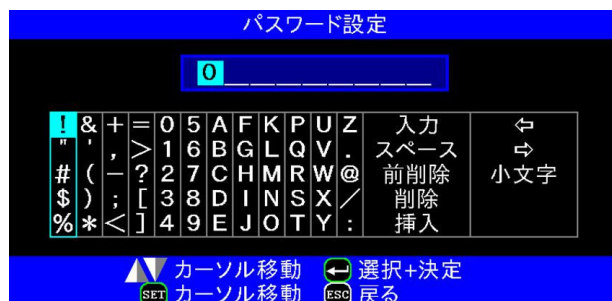 パスワード設定
0_ _ _ _ _ _ _ _ _
! & + = 0 5 A F K P U Z 入力 ⇦
" ' , > 1 6 B G L Q V . スペース ⇨
# ( − ? 2 7 C H M R W @ 前削除 小文字
$ ) ; [ 3 8 D I N S X / 削除
% * < ] 4 9 E J O T Y : 挿入
カーソル移動 選択+決定
SET カーソル移動 ESC 戻る